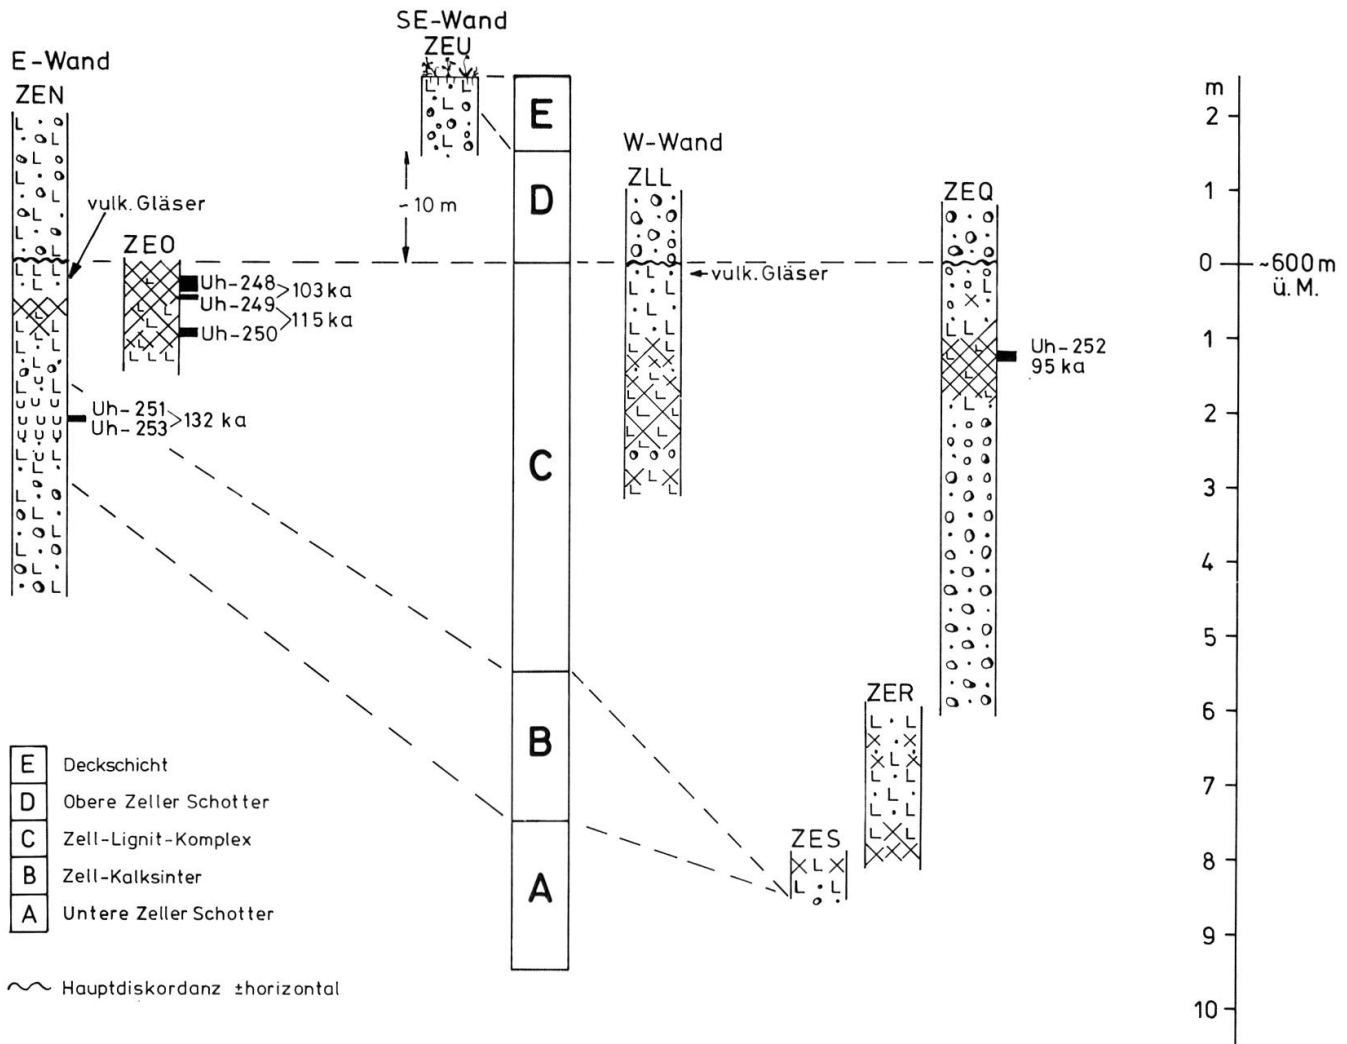 E-Wand
ZEN
vulk. Gläser
ZEO
Uh-248
Uh-249
Uh-250
>103 ka
>115 ka
Uh-251
Uh-253
>132 ka
SE-Wand
ZEU
~10 m
E
D
C
B
A
W-Wand
ZLL
vulk. Gläser
ZEQ
Uh-252
95 ka
ZER
ZES
m
2
1
0
~600 m
ü. M.
1
2
3
4
5
6
7
8
9
10
E Deckschicht
D Obere Zeller Schotter
C Zell-Lignit-Komplex
B Zell-Kalksinter
A Untere Zeller Schotter
Hauptdiskordanz ±horizontal